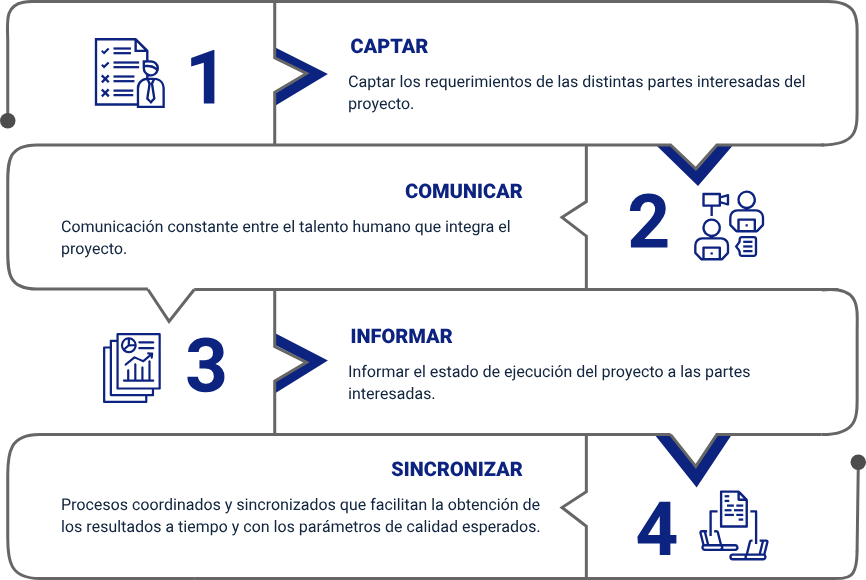 1
CAPTAR
Captar los requerimientos de las distintas partes interesadas del
proyecto.
COMUNICAR
Comunicación constante entre el talento humano que integra el
proyecto.
2
3
INFORMAR
Informar el estado de ejecución del proyecto a las partes
interesadas.
SINCRONIZAR
Procesos coordinados y sincronizados que facilitan la obtención de
los resultados a tiempo y con los parámetros de calidad esperados.
4